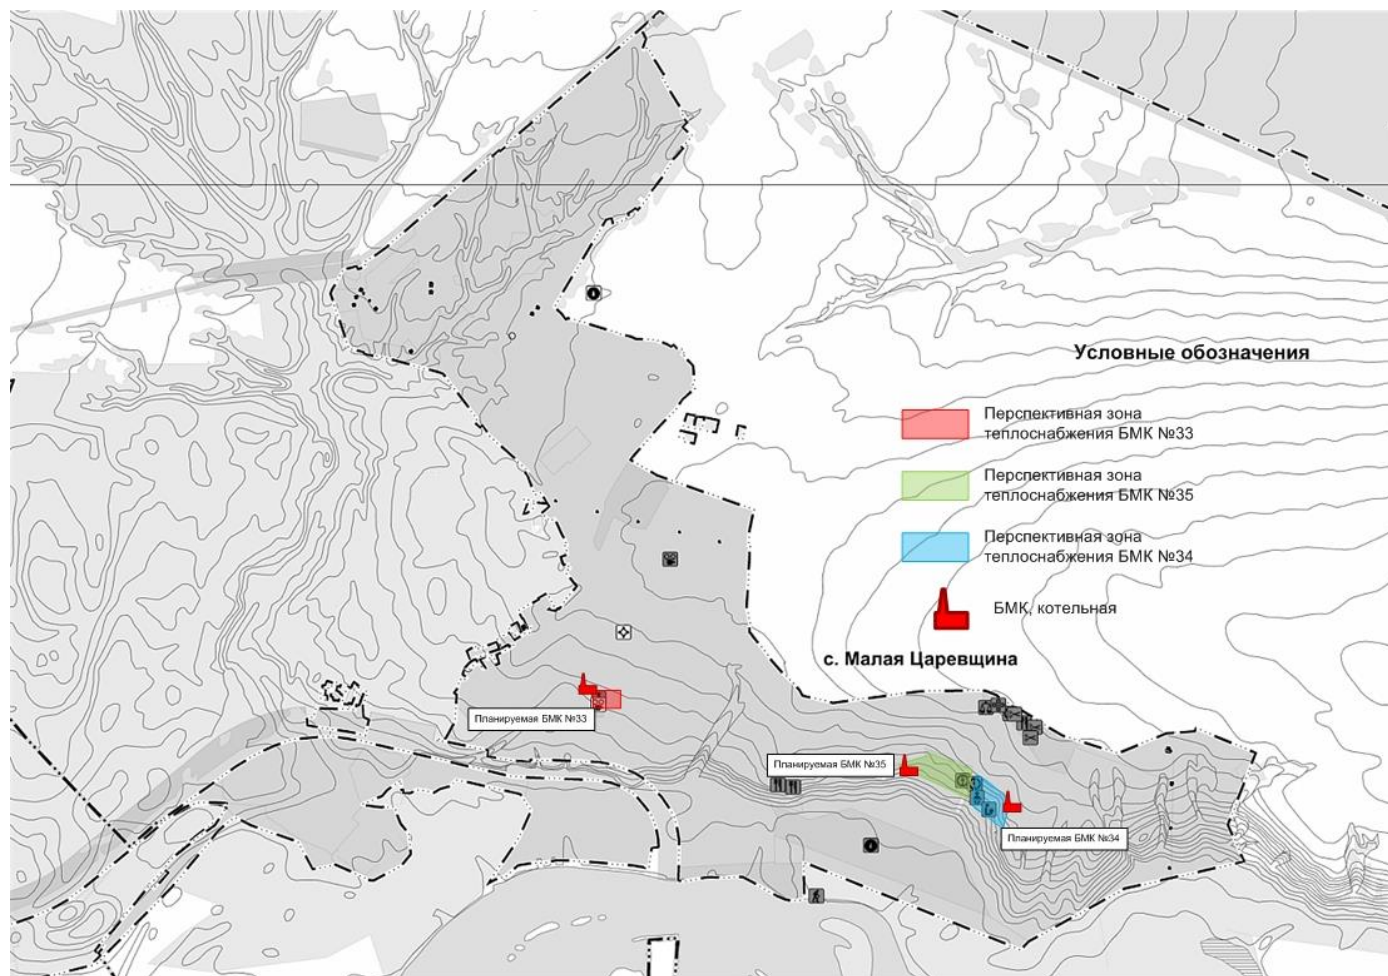 Условные обозначения
Перспективная зона
теплоснабжения БМК №33
Перспективная зона
теплоснабжения БМК №35
Перспективная зона
теплоснабжения БМК №34
БМК, котельная
с. Малая Царевщина
Планируемая БМК №33
Планируемая БМК №35
Планируемая БМК №34